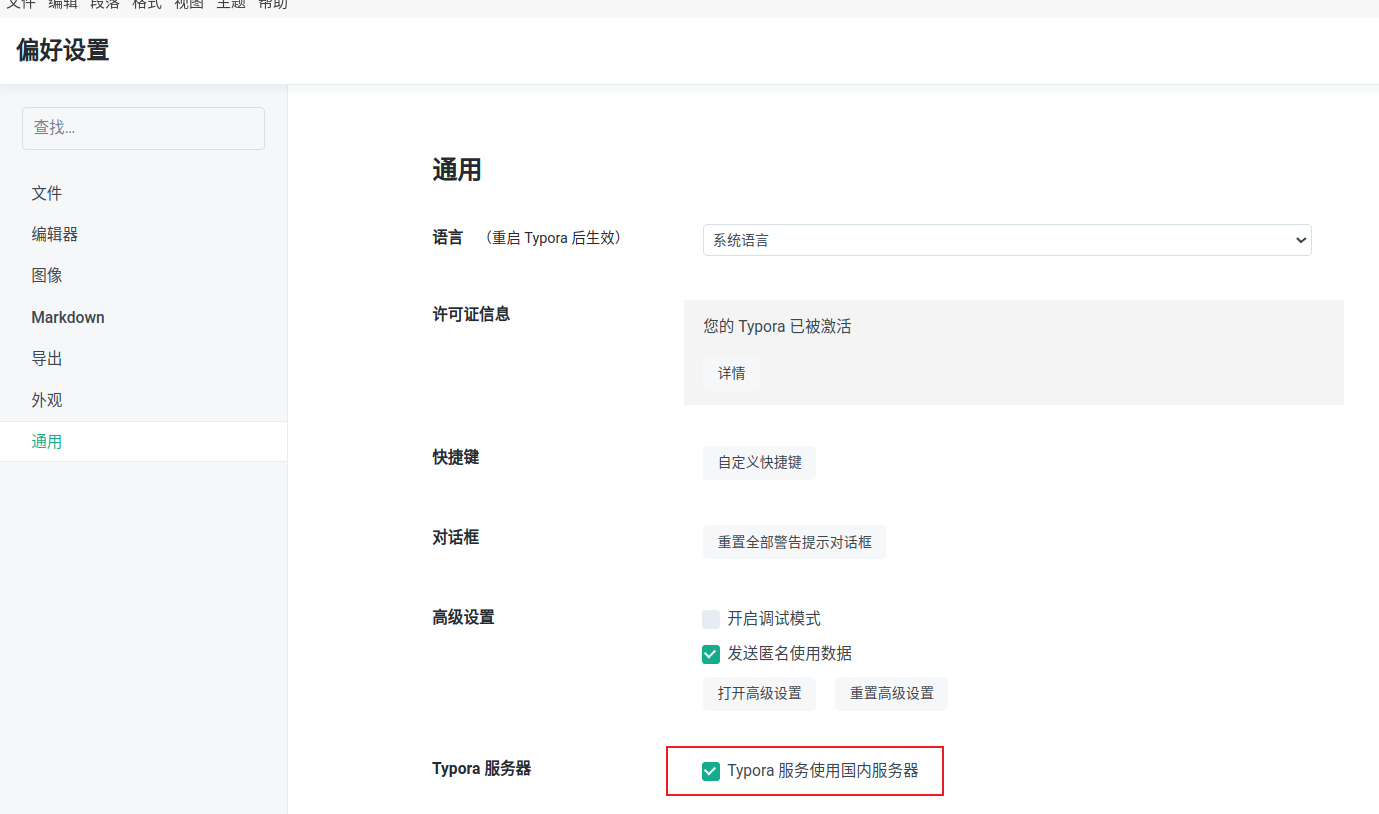 文件 编辑 段落 格式 视图 主题 帮助
偏好设置
查找...
文件
编辑器
图像
Markdown
导出
外观
通用
通用
语言 （重启 Typora 后生效） 系统语言
许可证信息 您的 Typora 已被激活
详情
快捷键 自定义快捷键
对话框 重置全部警告提示对话框
高级设置 开启调试模式
发送匿名使用数据
打开高级设置 重置高级设置
Typora 服务器 Typora 服务使用国内服务器